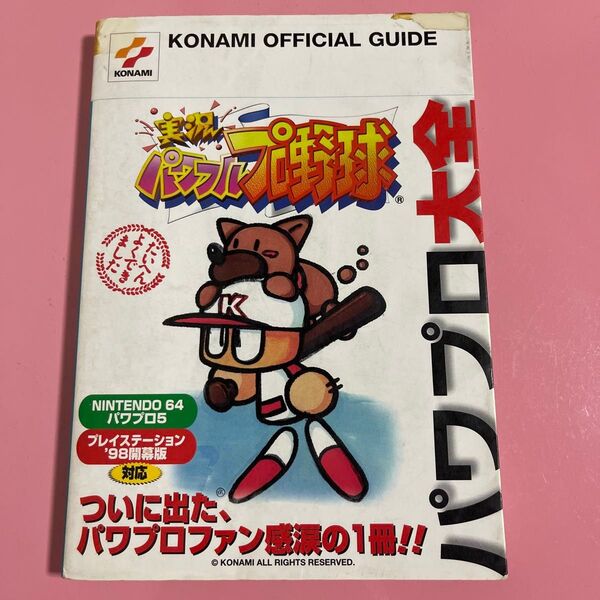 KONAMI
KONAMI OFFICIAL GUIDE
実況
パワフルプロ野球
®
パワプロ大全
たいへん
よくでき
ました
K
NINTENDO 64
パワプロ5
プレイステーション
'98開幕版
対応
ついに出た、
パワプロファン感涙の1冊!!
© KONAMI ALL RIGHTS RESERVED.